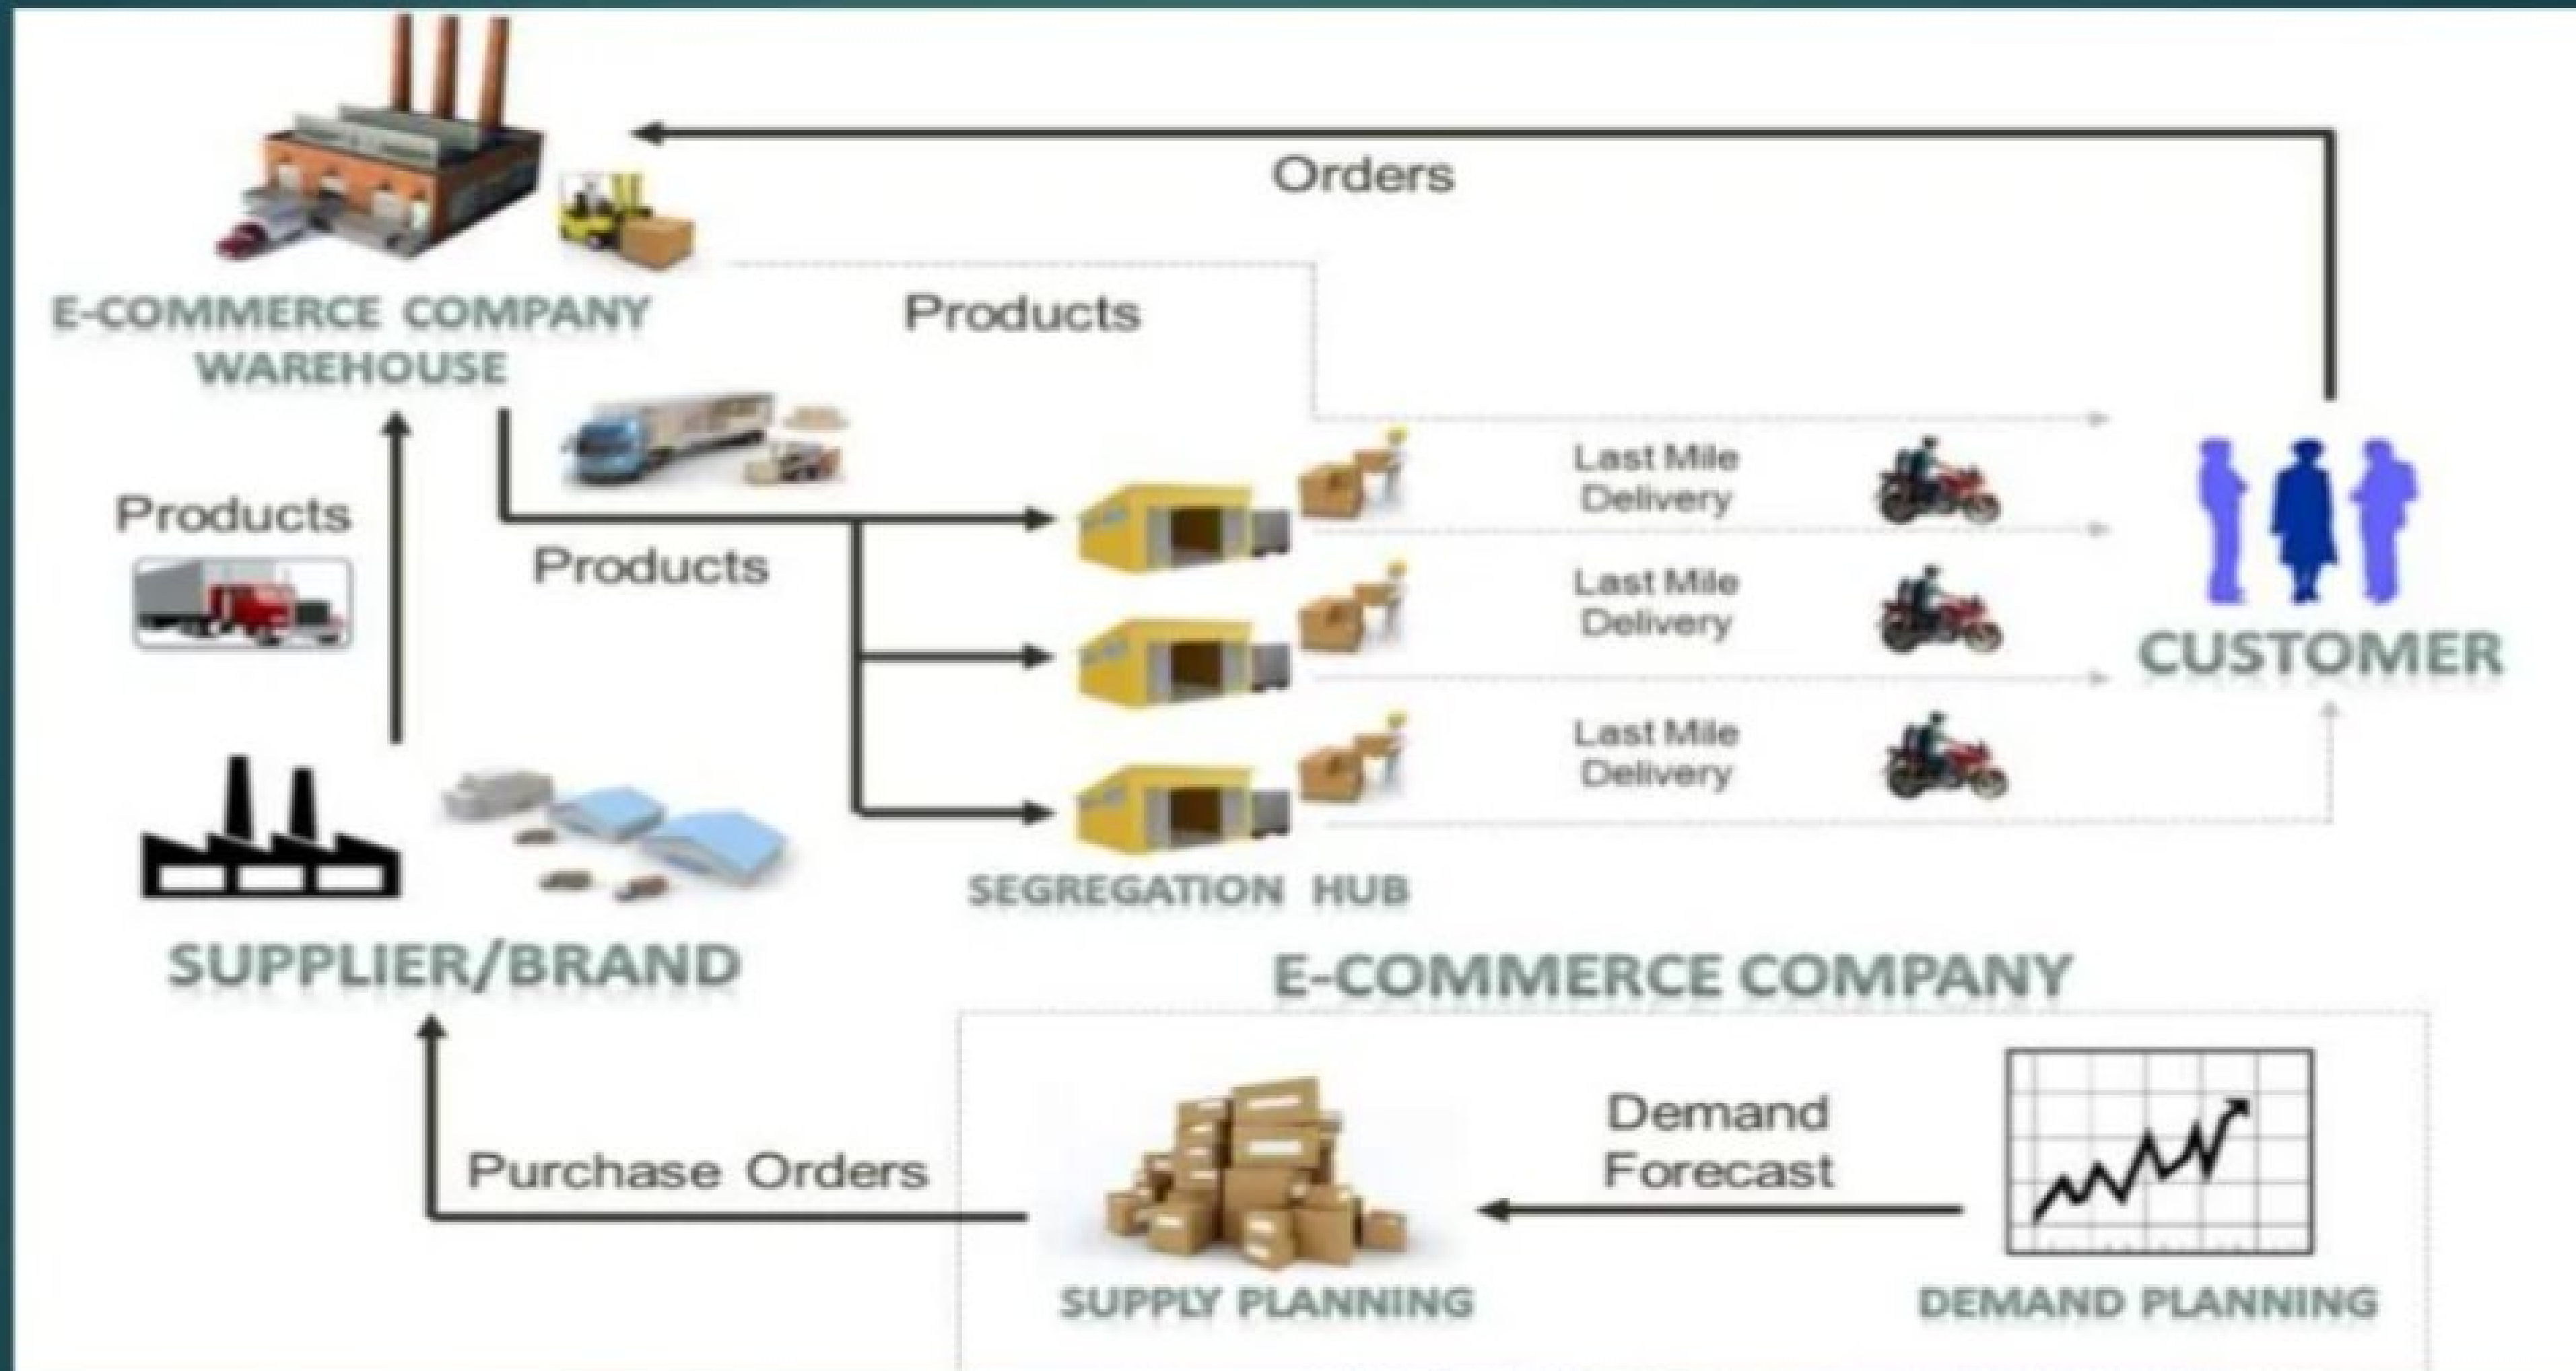 Orders
E-COMMERCE COMPANY
WAREHOUSE
Products
Products
Products
Last Mile
Delivery
Last Mile
Delivery
Last Mile
Delivery
CUSTOMER
SEGREGATION HUB
SUPPLIER/BRAND
E-COMMERCE COMPANY
Purchase Orders
Demand
Forecast
SUPPLY PLANNING
DEMAND PLANNING